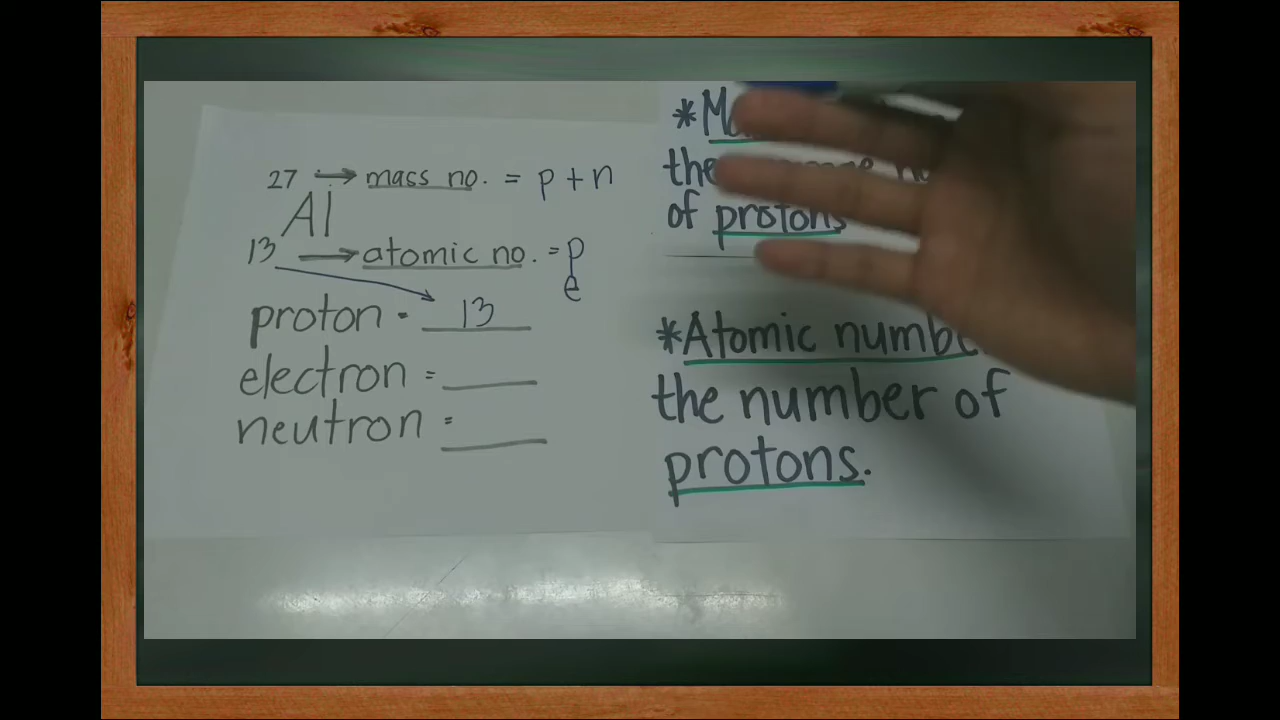 27 → mass no. = p + n
Al
13 → atomic no. = p
e
proton = 13
electron =
neutron =
*
the
of protons
*Atomic number
the number of
protons.